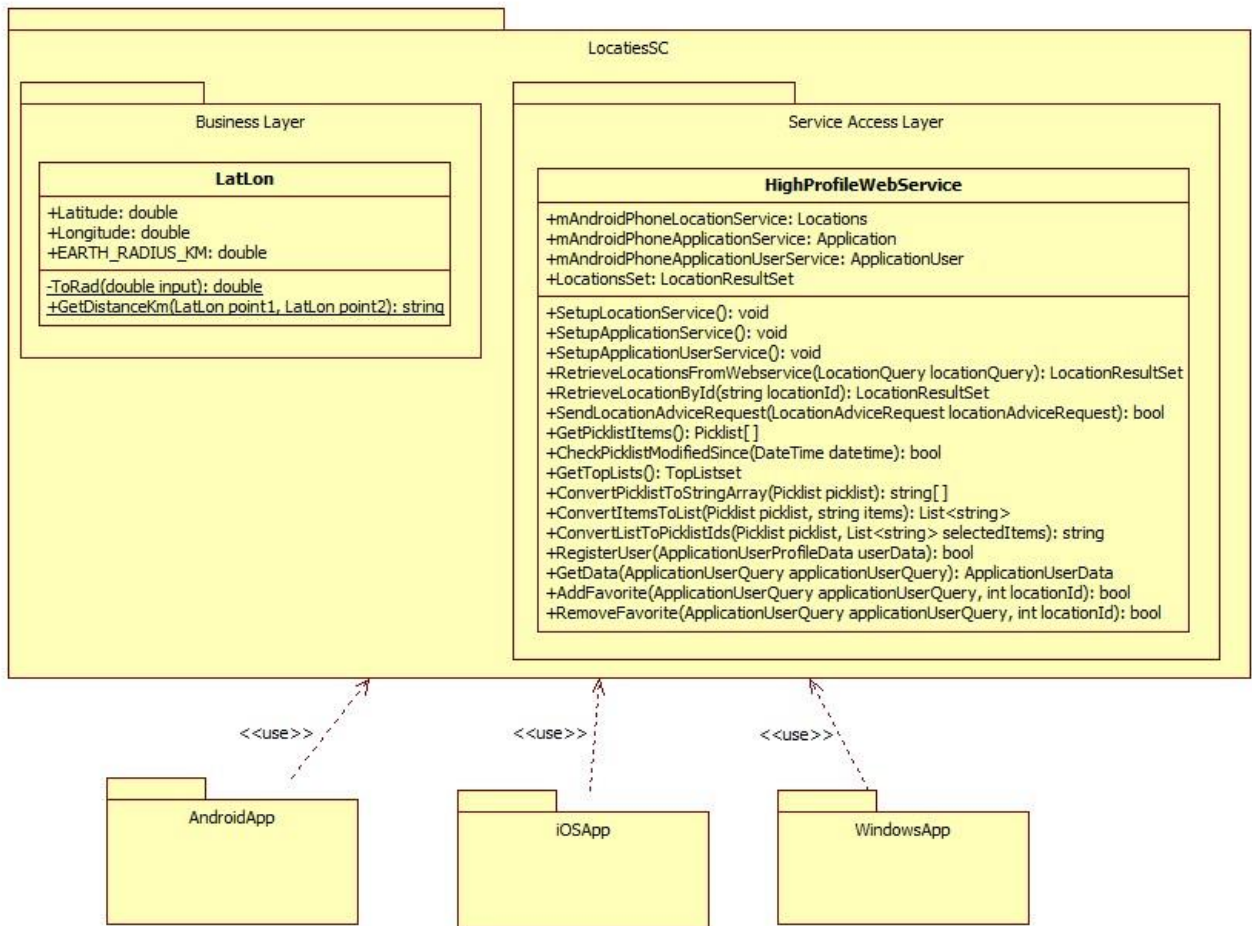 LocatiesSC
Business Layer
LatLon
+Latitude: double
+Longitude: double
+EARTH_RADIUS_KM: double
-ToRad(double input): double
+GetDistanceKm(LatLon point1, LatLon point2): string
Service Access Layer
HighProfileWebService
+mAndroidPhoneLocationService: Locations
+mAndroidPhoneApplicationService: Application
+mAndroidPhoneApplicationUserService: ApplicationUser
+LocationsSet: LocationResultSet
+SetupLocationService(): void
+SetupApplicationService(): void
+SetupApplicationUserService(): void
+RetrieveLocationsFromWebservice(LocationQuery locationQuery): LocationResultSet
+RetrieveLocationById(string locationId): LocationResultSet
+SendLocationAdviceRequest(LocationAdviceRequest locationAdviceRequest): bool
+GetPicklistItems(): Picklist[]
+CheckPicklistModifiedSince(DateTime datetime): bool
+GetTopLists(): TopListset
+ConvertPicklistToStringArray(Picklist picklist): string[]
+ConvertItemsToList(Picklist picklist, string items): List<string>
+ConvertListToPicklistIds(Picklist picklist, List<string> selectedItems): string
+RegisterUser(ApplicationUserProfileData userData): bool
+GetData(ApplicationUserQuery applicationUserQuery): ApplicationUserData
+AddFavorite(ApplicationUserQuery applicationUserQuery, int locationId): bool
+RemoveFavorite(ApplicationUserQuery applicationUserQuery, int locationId): bool
<<use>>
<<use>>
<<use>>
AndroidApp
iOSApp
WindowsApp